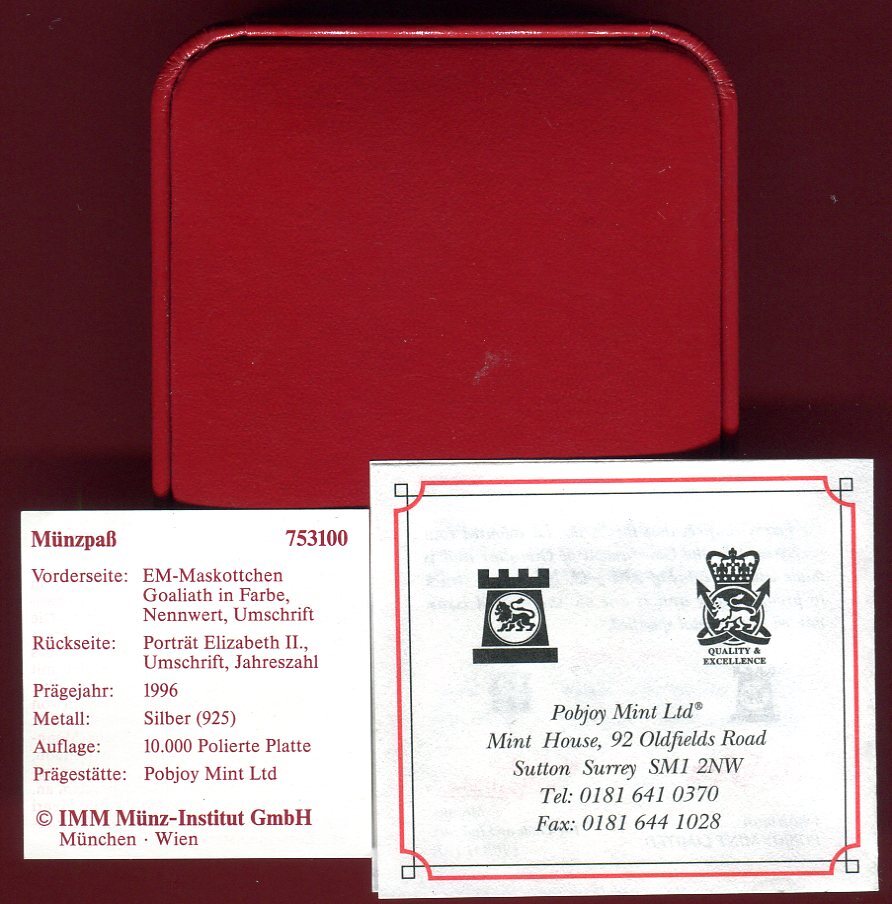 Münzpaß 753100
Vorderseite: EM-Maskottchen
Goaliath in Farbe,
Nennwert, Umschrift
Rückseite: Porträt Elizabeth II.,
Umschrift, Jahreszahl
Prägejahr: 1996
Metall: Silber (925)
Auflage: 10.000 Polierte Platte
Prägestätte: Pobjoy Mint Ltd
© IMM Münz-Institut GmbH
München · Wien
QUALITY &
EXCELLENCE
Pobjoy Mint Ltd®
Mint House, 92 Oldfields Road
Sutton Surrey SM1 2NW
Tel: 0181 641 0370
Fax: 0181 644 1028